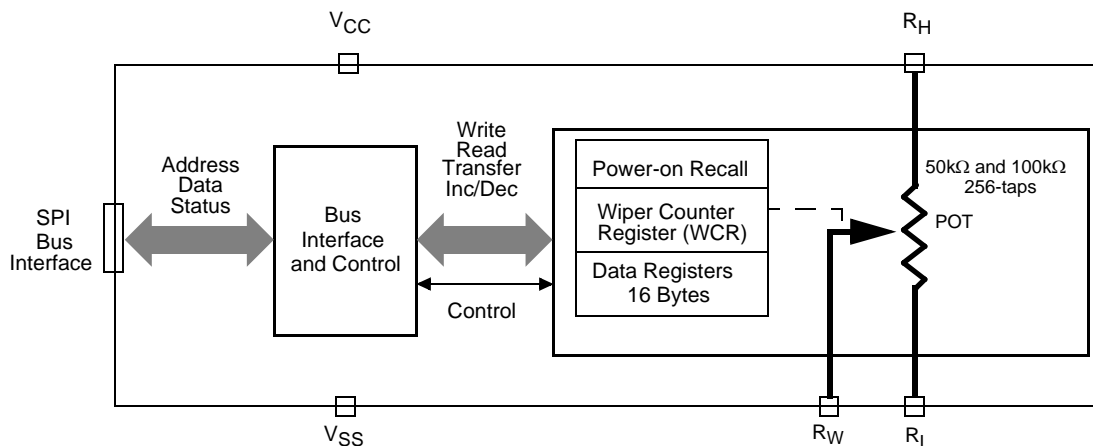 VCC
RH
Write
Read
Transfer
Inc/Dec
Address
Data
Status
Power-on Recall
50kΩ and 100kΩ
256-taps
SPI
Bus
Interface
Bus
Interface
and Control
Wiper Counter
Register (WCR)
POT
Data Registers
16 Bytes
Control
VSS
RW
RL